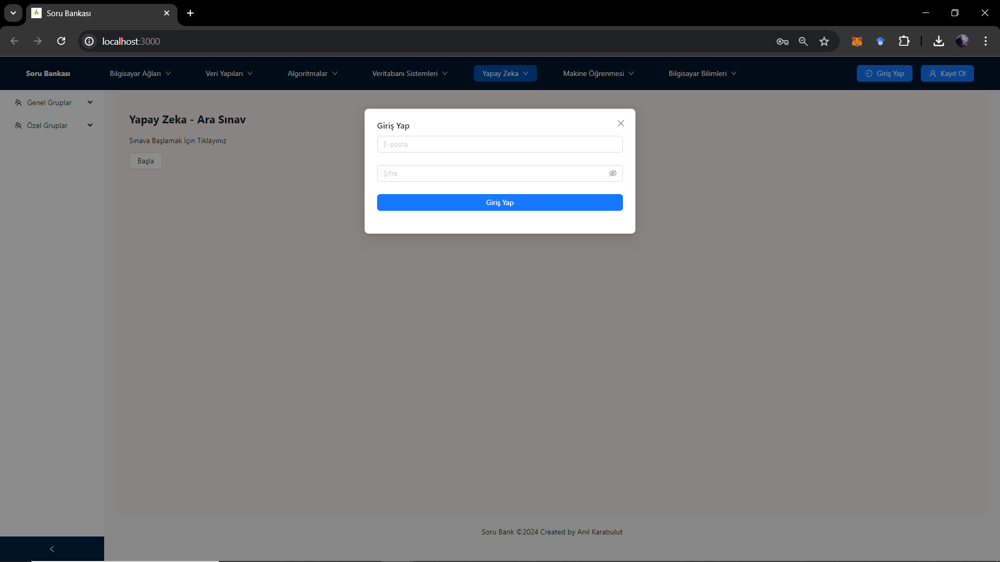 Soru Bankası
localhost:3000
Soru Bankası
Bilgisayar Ağları
Veri Yapıları
Algoritmalar
Veritabanı Sistemleri
Yapay Zeka
Makine Öğrenmesi
Bilgisayar Bilimleri
Giriş Yap
Kayıt Ol
Genel Gruplar
Özel Gruplar
Yapay Zeka - Ara Sınav
Sınava Başlamak İçin Tıklayınız
Başla
Giriş Yap
E-posta
Şifre
Giriş Yap
Soru Bank ©2024 Created by Anıl Karabulut